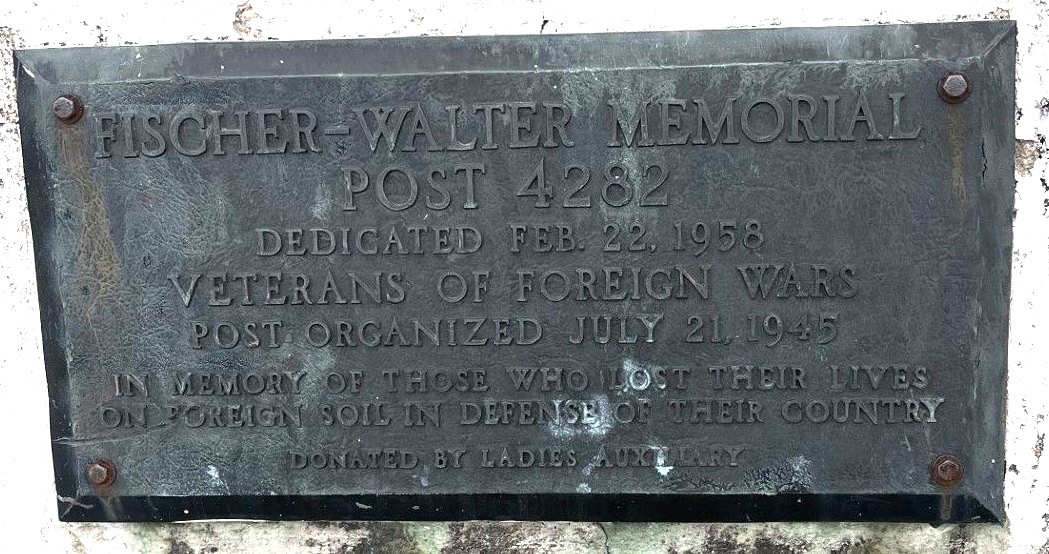 FISCHER-WALTER MEMORIAL
POST 4282
DEDICATED FEB. 22, 1958
VETERANS OF FOREIGN WARS
POST ORGANIZED JULY 21, 1945
IN MEMORY OF THOSE WHO LOST THEIR LIVES
ON FOREIGN SOIL IN DEFENSE OF THEIR COUNTRY
DONATED BY LADIES AUXILIARY